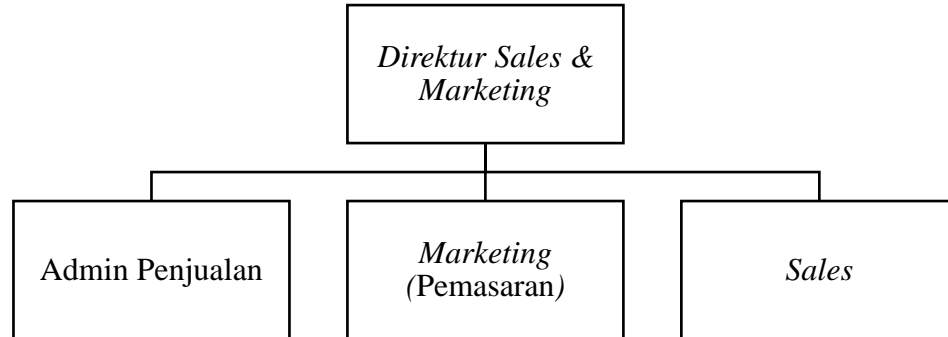 Direktur Sales &
Marketing
Admin Penjualan
Marketing
(Pemasaran)
Sales